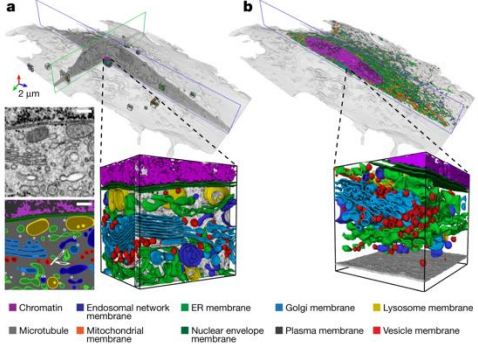 a
b
2 μm
Chromatin
Endosomal network
membrane
ER membrane
Golgi membrane
Lysosome membrane
Microtubule
Mitochondrial
membrane
Nuclear envelope
membrane
Plasma membrane
Vesicle membrane